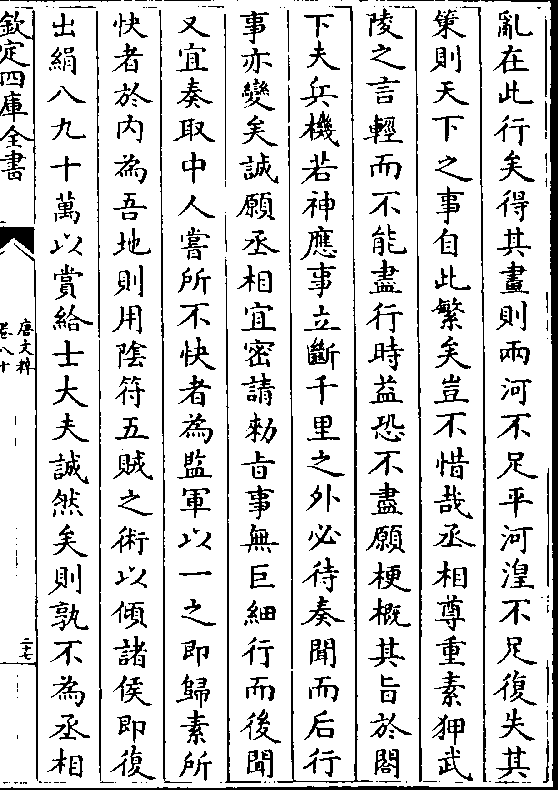 亂在此行矣得其畫則兩河不足平河湟不足復失其
䇿則天下之事自此繁矣豈不惜哉丞相尊重素狎武
陵之言輕而不能盡行時益恐不盡願梗概其旨於閣
下夫兵機若神應事立斷千里之外必待奏聞而后行
事亦變矣誠願丞相宜密請勅旨事無巨細行而後聞
又宜奏取中人嘗所不快者為監軍以一之即歸素所
快者於内為吾地則用陰符五賊之術以傾諸侯即復
出絹八九十萬以賞給士大夫誠然矣則孰不為丞相
欽定四庫全書
唐文粹
卷八十
二十七